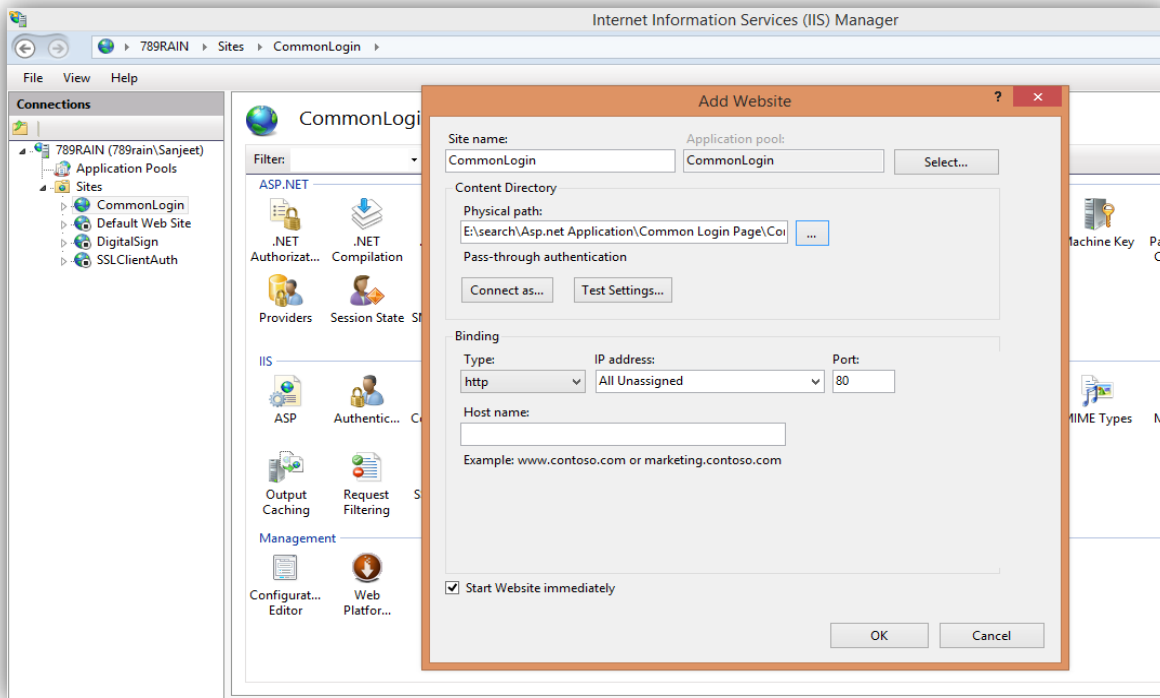 Internet Information Services (IIS) Manager
789RAIN
Sites
CommonLogin
File View Help
Connections
789RAIN (789rain\Sanjeet)
Application Pools
Sites
CommonLogin
Default Web Site
DigitalSign
SSLClientAuth
CommonLogi
Filter:
ASP.NET
.NET
Authorizat...
.NET
Compilation
Machine Key
Providers
Session State
IIS
ASP
Authentic...
MIME Types
Output
Caching
Request
Filtering
Management
Configurat...
Editor
Web
Platfor...
Add Website
?
Site name:
Application pool:
CommonLogin
CommonLogin
Select...
Content Directory
Physical path:
E:\search\Asp.net Application\Common Login Page\Co
...
Pass-through authentication
Connect as...
Test Settings...
Binding
Type:
IP address:
Port:
http
All Unassigned
80
Host name:
Example: www.contoso.com or marketing.contoso.com
Start Website immediately
OK
Cancel